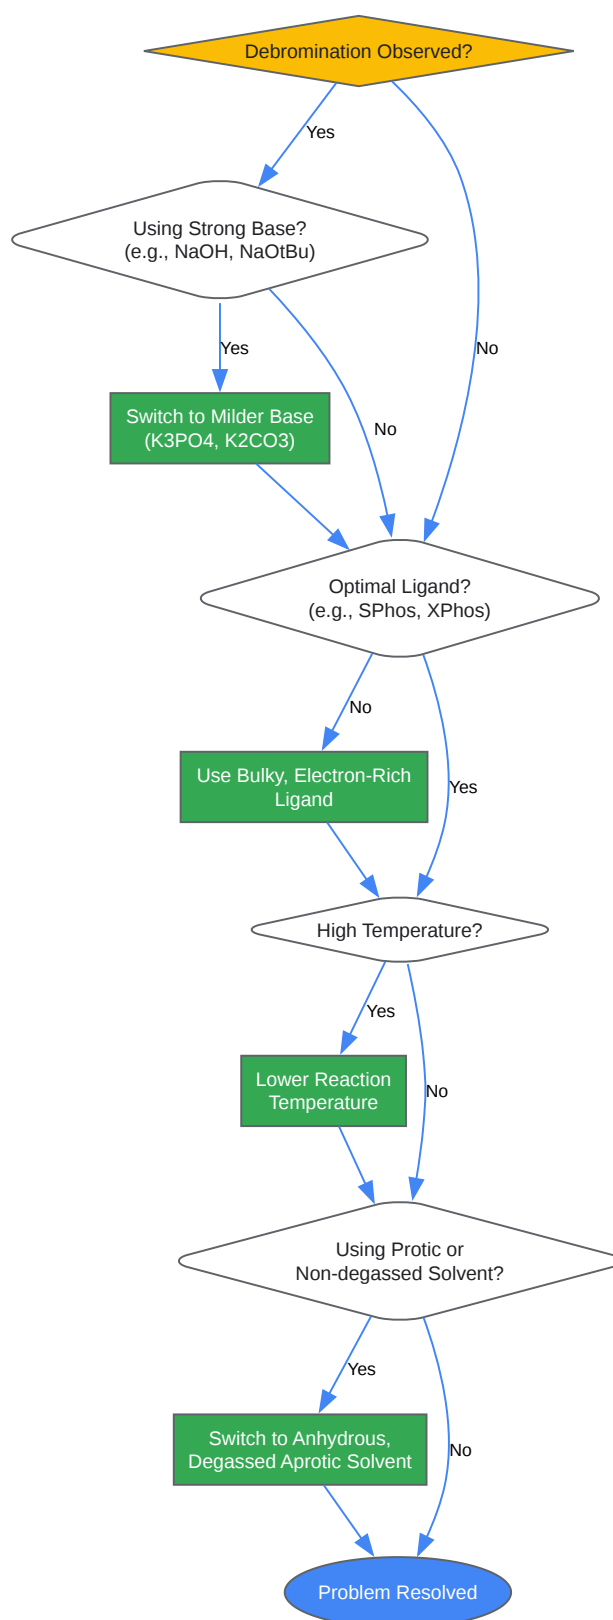 Debromination Observed?
Yes
Using Strong Base?
(e.g., NaOH, NaOtBu)
Yes
No
Switch to Milder Base
(K3PO4, K2CO3)
No
Optimal Ligand?
(e.g., SPhos, XPhos)
No
Use Bulky, Electron-Rich
Ligand
Yes
High Temperature?
Yes
Lower Reaction
Temperature
No
Using Protic or
Non-degassed Solvent?
Yes
Switch to Anhydrous,
Degassed Aprotic Solvent
No
Problem Resolved